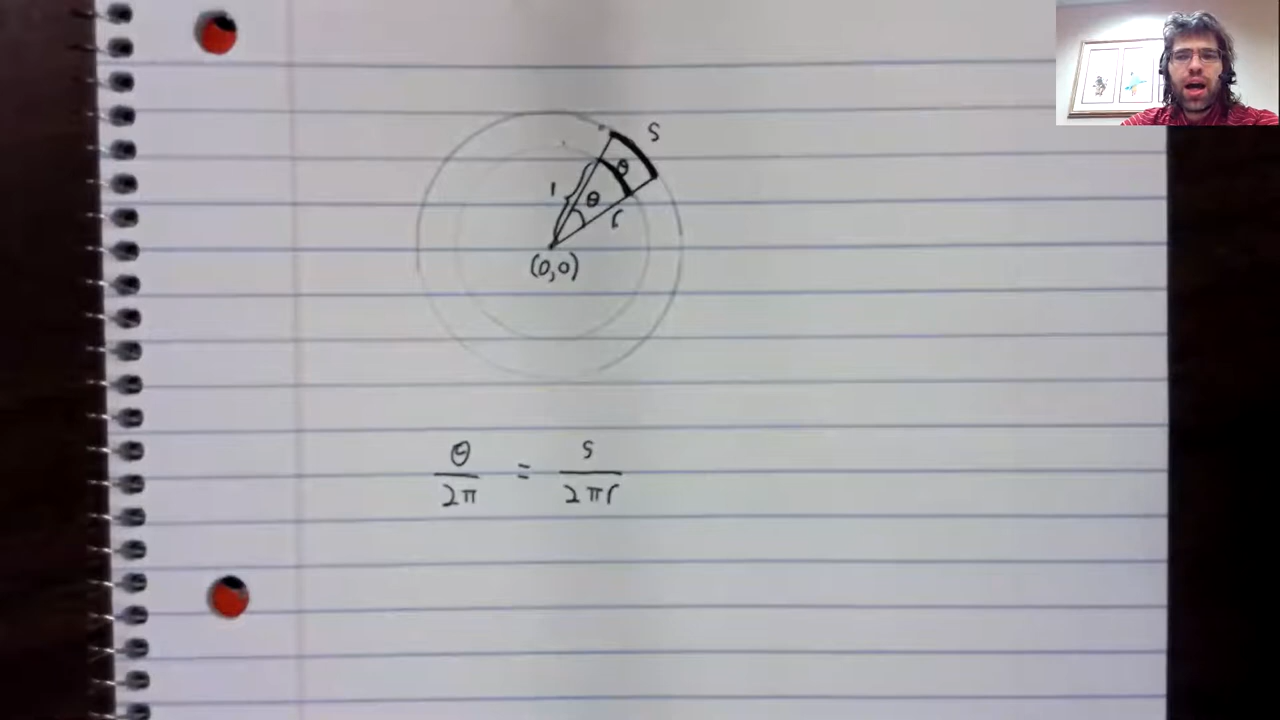 s
θ
1
θ
r
(0,0)
θ/2π = s/2πr